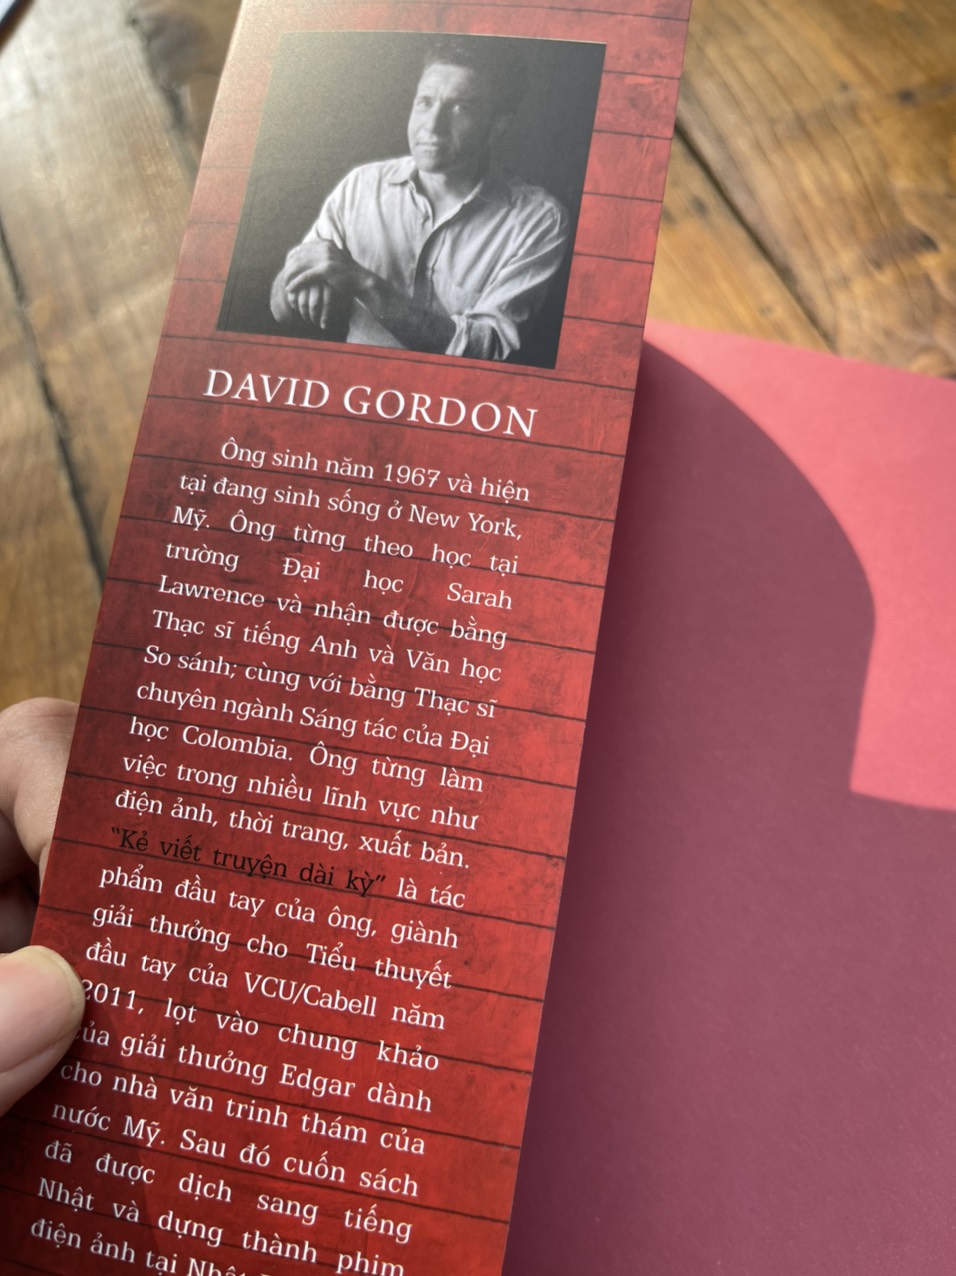 DAVID GORDON
Ông sinh năm 1967 và hiện
tại đang sinh sống ở New York,
Mỹ. Ông từng theo học tại
trường Đại học Sarah
Lawrence và nhận được bằng
Thạc sĩ tiếng Anh và Văn học
So sánh; cùng với bằng Thạc sĩ
chuyên ngành Sáng tác của Đại
học Colombia. Ông từng làm
việc trong nhiều lĩnh vực như
điện ảnh, thời trang, xuất bản.
“Kẻ viết truyện dài kỳ” là tác
phẩm đầu tay của ông, giành
giải thưởng cho Tiểu thuyết
đầu tay của VCU/Cabell năm
2011, lọt vào chung khảo
của giải thưởng Edgar dành
cho nhà văn trinh thám của
nước Mỹ. Sau đó cuốn sách
đã được dịch sang tiếng
Nhật và dựng thành phim
điện ảnh tại Nhật